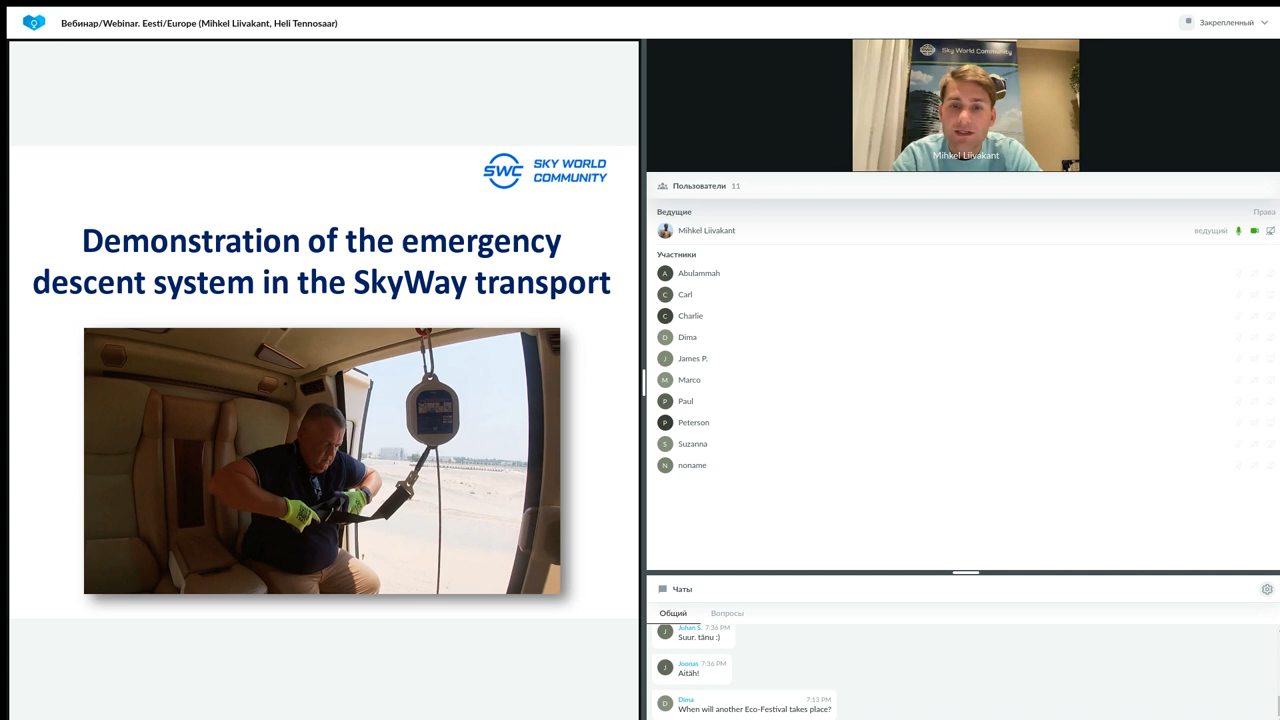 Вебинар/Webinar. Eesti/Europe (Mihkel Liivakant, Heli Tennosaar)
Закрепленный
SWC SKY WORLD
COMMUNITY
Demonstration of the emergency
descent system in the SkyWay transport
Sky World Community
Mihkel Liivakant
Пользователи 11
Ведущие Права
Mihkel Liivakant ведущий
Участники
A Abulammah
C Carl
C Charlie
D Dima
J James P.
M Marco
P Paul
P Peterson
S Suzanna
N noname
Чаты
Общий Вопросы
J Julian S. 7:36 PM
Suur. tänu :)
J Joonas 7:36 PM
Aitäh!
D Dima 7:13 PM
When will another Eco-Festival takes place?